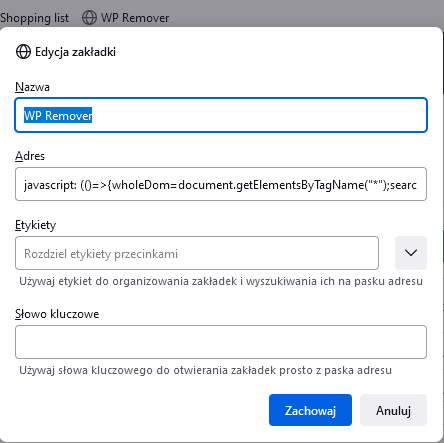 Shopping list WP Remover
Edycja zakładki
Nazwa
WP Remover
Adres
javascript: (()=>{wholeDom=document.getElementsByTagName("*");searc
Etykiety
Rozdziel etykiety przecinkami
Używaj etykiet do organizowania zakładek i wyszukiwania ich na pasku adresu
Słowo kluczowe
Używaj słowa kluczowego do otwierania zakładek prosto z paska adresu
Zachowaj Anuluj